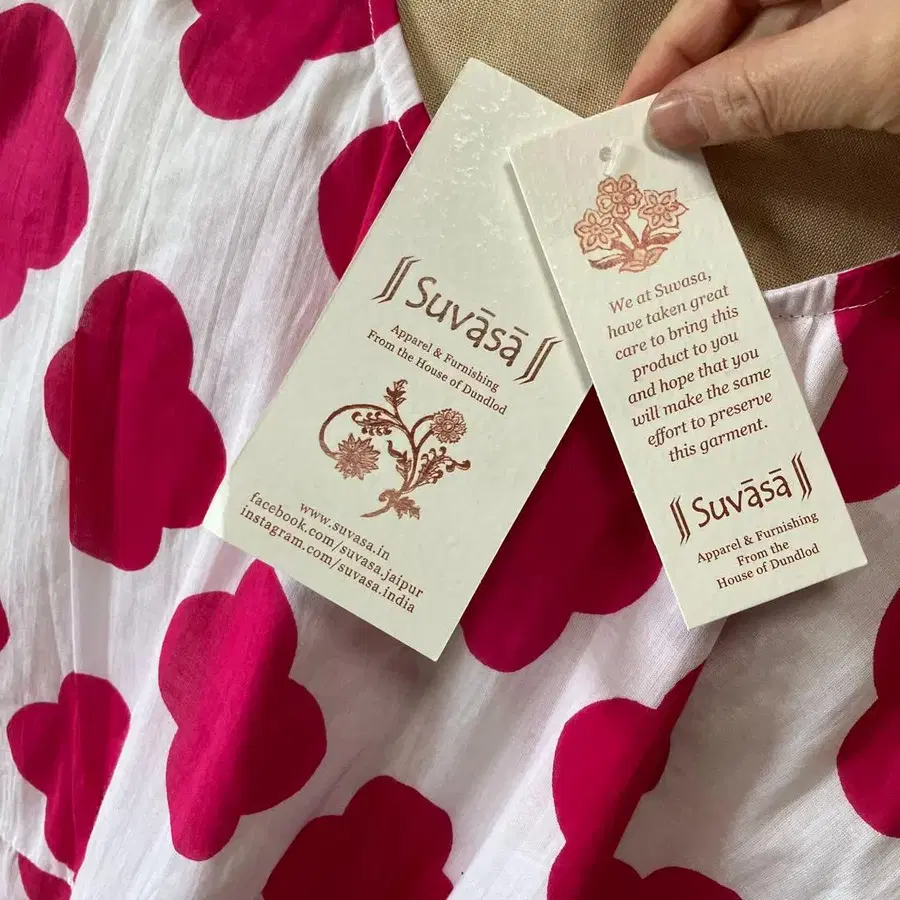 Suvāsā
Apparel & Furnishing
From the House of Dundlod
www.suvasa.in
facebook.com/suvasa.jaipur
instagram.com/suvasa.india
We at Suvasa,
have taken great
care to bring this
product to you
and hope that you
will make the same
effort to preserve
this garment.
Suvāsā
Apparel & Furnishing
From the
House of Dundlod